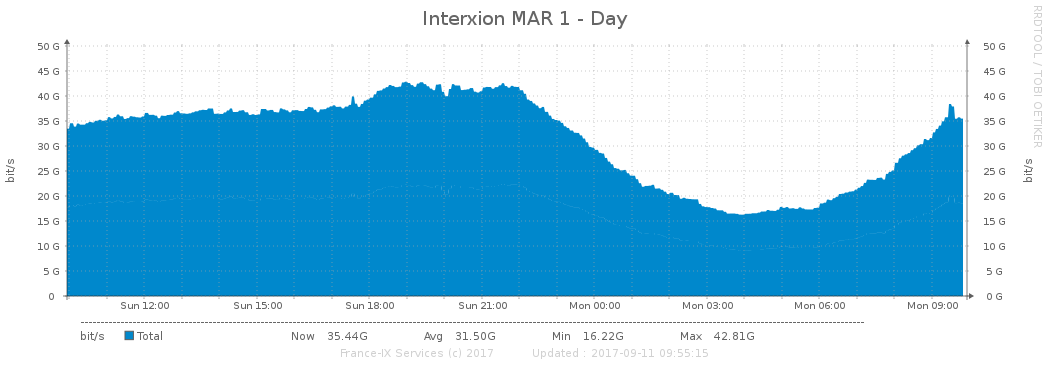 Interxion MAR 1 - Day
RRDTOOL / TOBI OETIKER
bit/s
50 G 50 G
45 G 45 G
40 G 40 G
35 G 35 G
30 G 30 G
25 G 25 G
20 G 20 G
15 G 15 G
10 G 10 G
5 G 5 G
0 0 G
bit/s
Sun 12:00 Sun 15:00 Sun 18:00 Sun 21:00 Mon 00:00 Mon 03:00 Mon 06:00 Mon 09:00
bit/s Total Now 35.44G Avg 31.50G Min 16.22G Max 42.81G
France-IX Services (c) 2017 Updated : 2017-09-11 09:55:15